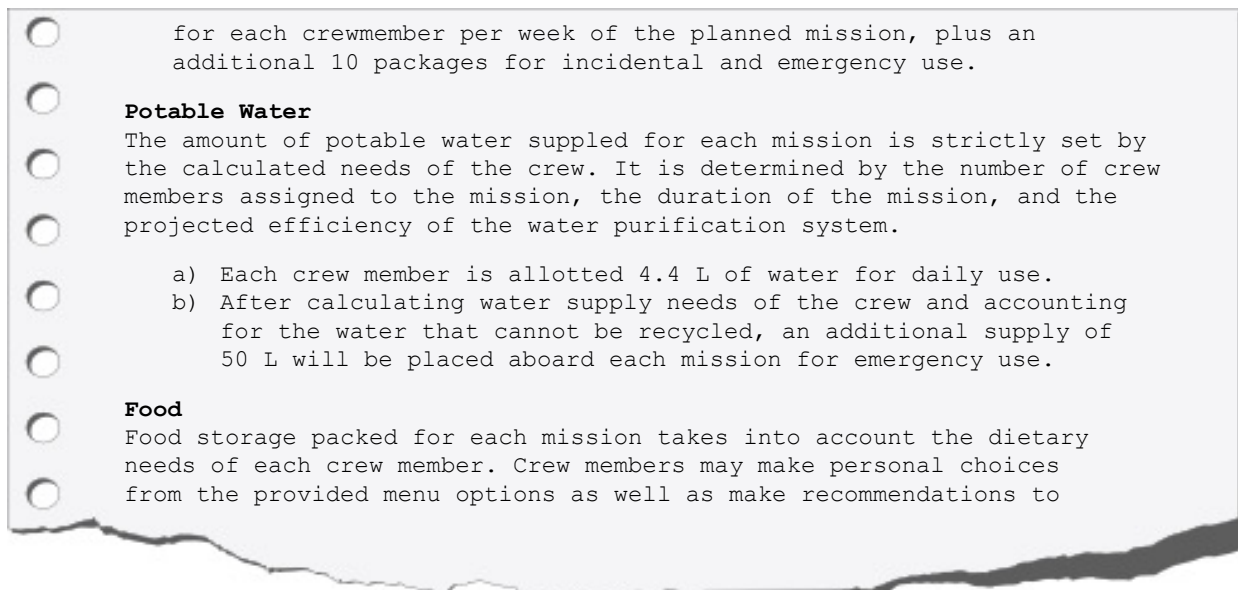 for each crewmember per week of the planned mission, plus an
additional 10 packages for incidental and emergency use.
Potable Water
The amount of potable water suppled for each mission is strictly set by
the calculated needs of the crew. It is determined by the number of crew
members assigned to the mission, the duration of the mission, and the
projected efficiency of the water purification system.
a) Each crew member is allotted 4.4 L of water for daily use.
b) After calculating water supply needs of the crew and accounting
for the water that cannot be recycled, an additional supply of
50 L will be placed aboard each mission for emergency use.
Food
Food storage packed for each mission takes into account the dietary
needs of each crew member. Crew members may make personal choices
from the provided menu options as well as make recommendations to